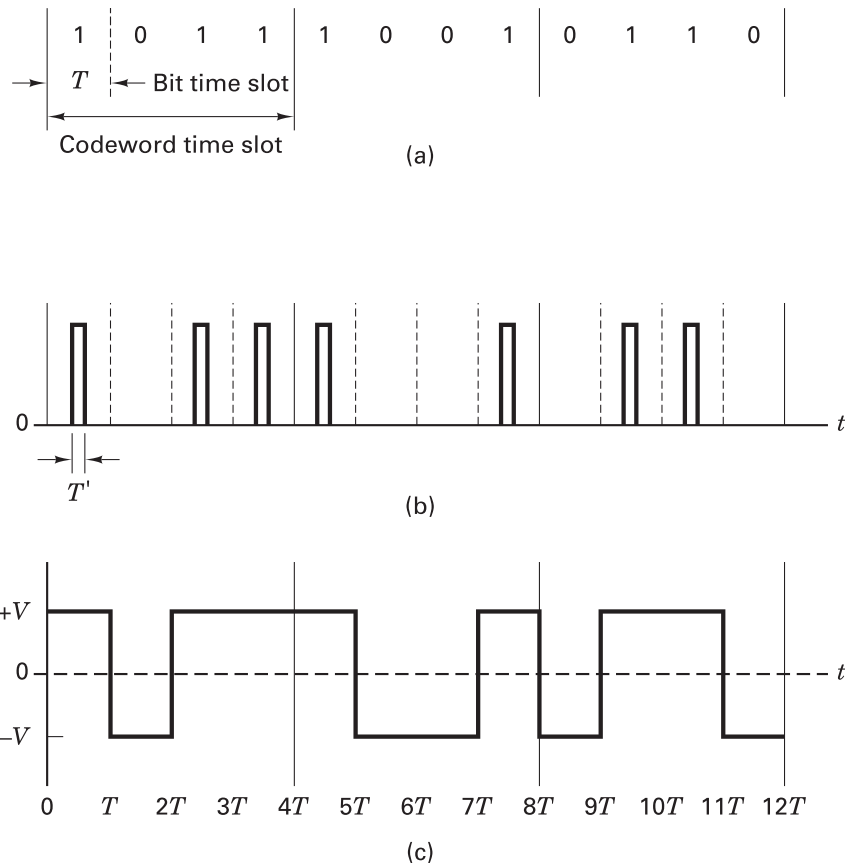 1 0 1 1 1 0 0 1 0 1 1 0
T Bit time slot
Codeword time slot
(a)
0 t
T'
(b)
+V
0 t
–V
0 T 2T 3T 4T 5T 6T 7T 8T 9T 10T 11T 12T
(c)